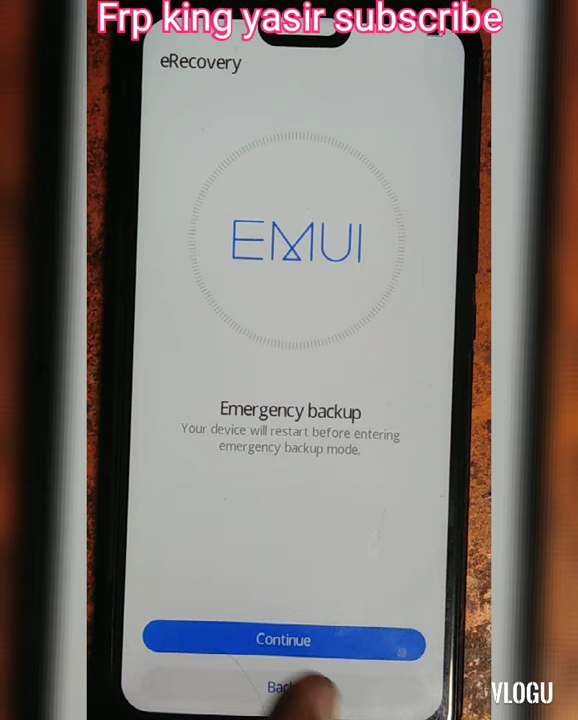 Frp king yasir subscribe
eRecovery
EMUI
Emergency backup
Your device will restart before entering
emergency backup mode.
Continue
VLOGU